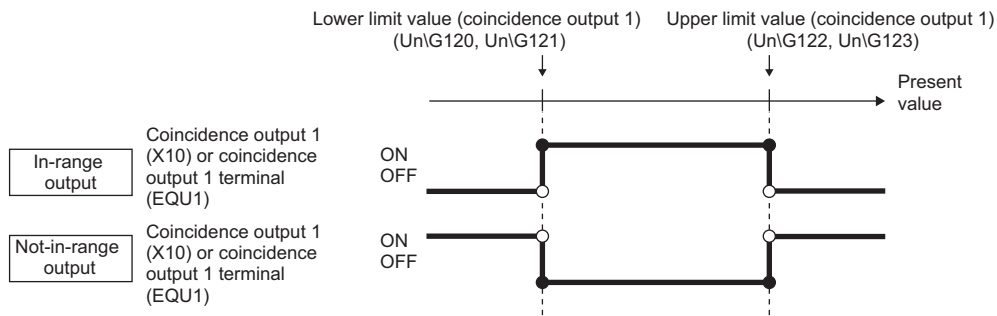 Lower limit value (coincidence output 1)
(Un\G120, Un\G121)
Upper limit value (coincidence output 1)
(Un\G122, Un\G123)
Present
value
In-range
output
Coincidence output 1
(X10) or coincidence
output 1 terminal
(EQU1)
ON
OFF
Not-in-range
output
Coincidence output 1
(X10) or coincidence
output 1 terminal
(EQU1)
ON
OFF